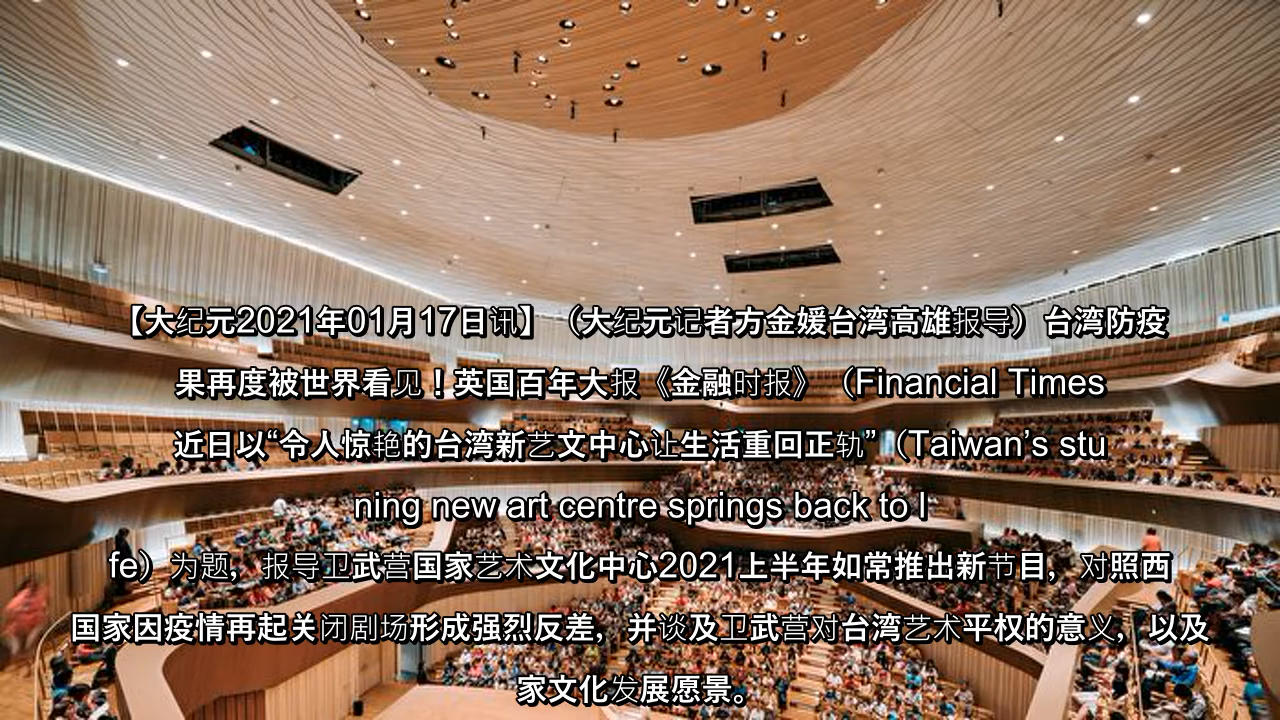 【大纪元2021年01月17日讯】（大纪元记者方金媛台湾高雄报导）台湾防疫
果再度被世界看见！英国百年大报《金融时报》（Financial Times
近日以“令人惊艳的台湾新艺文中心让生活重回正轨”（Taiwan’s stu
ning new art centre springs back to l
fe）为题，报导卫武营国家艺术文化中心2021上半年如常推出新节目，对照西
国家因疫情再起关闭剧场形成强烈反差，并谈及卫武营对台湾艺术平权的意义，以及
家文化发展愿景。